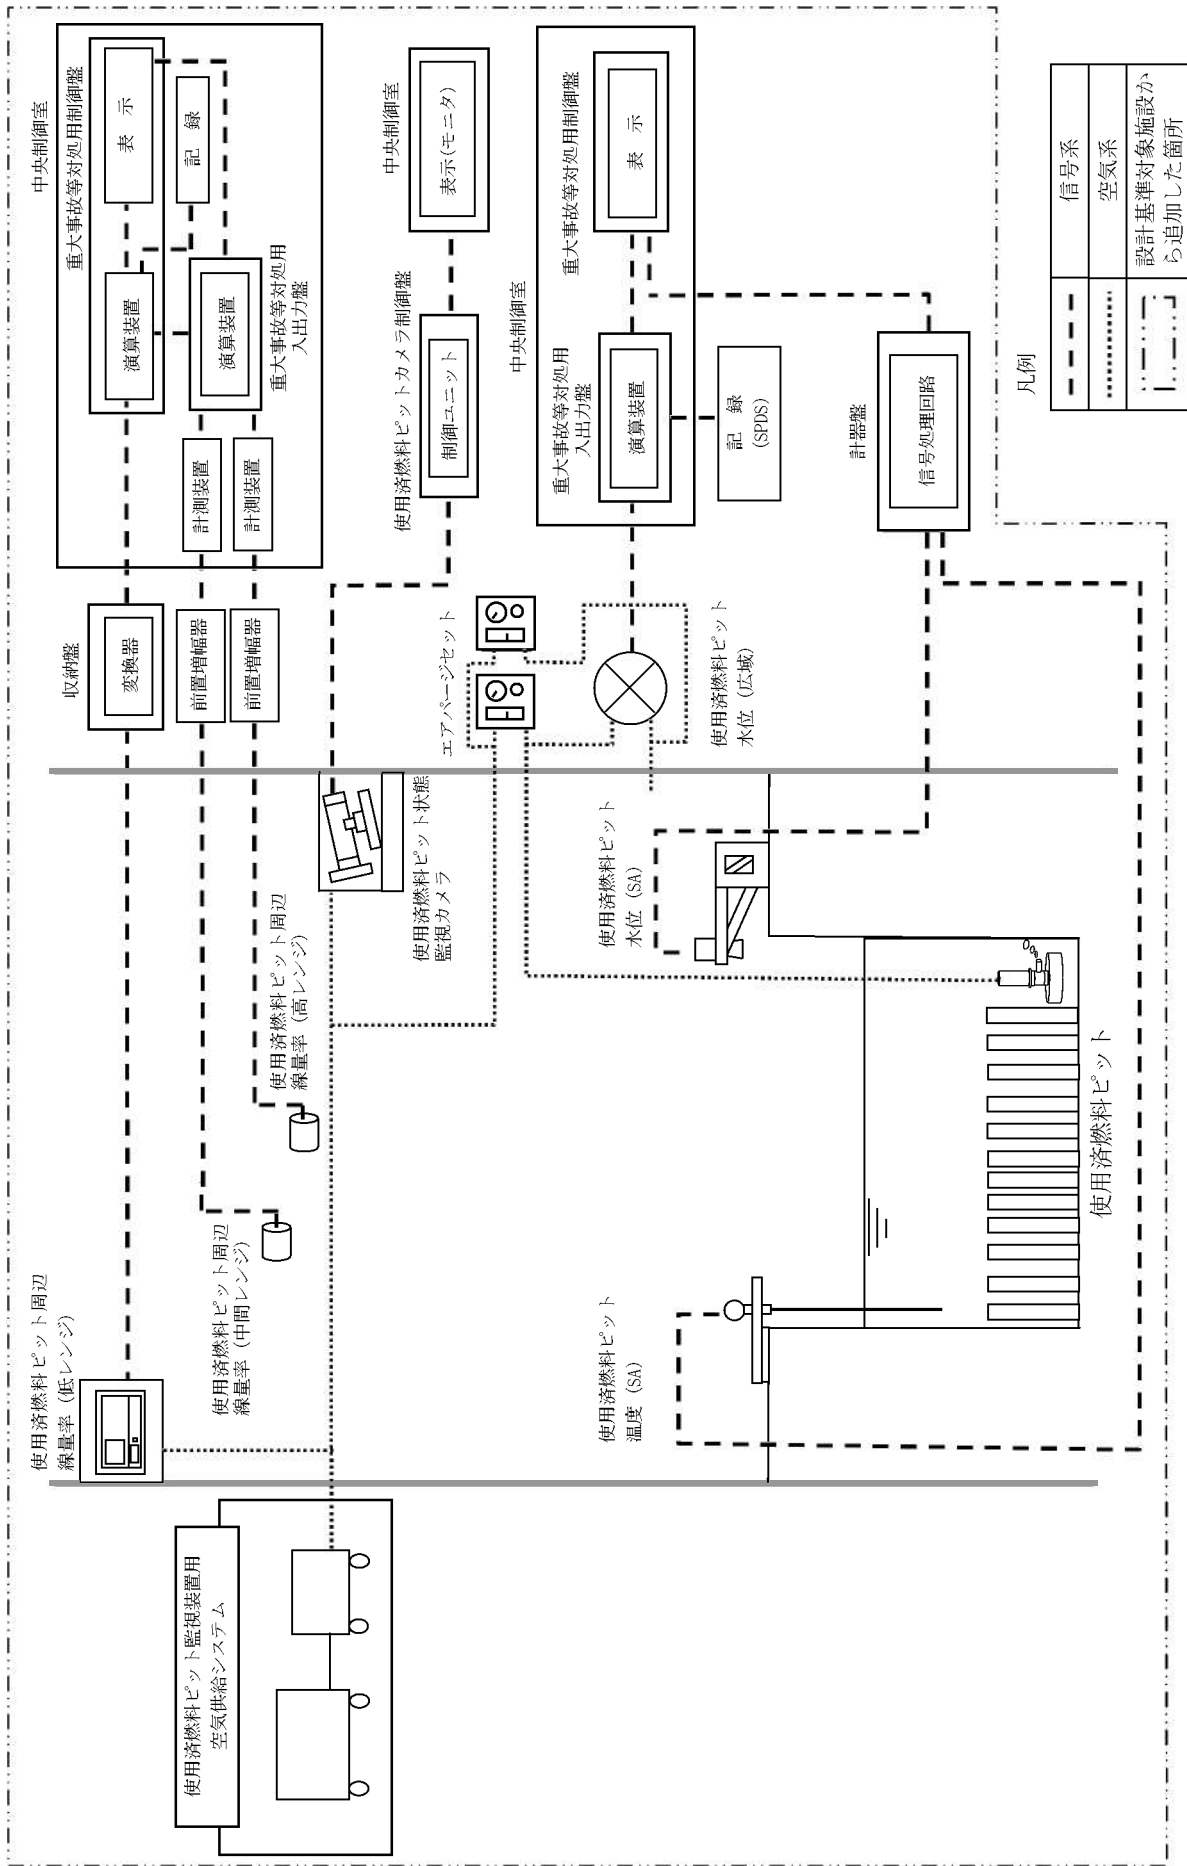 使用済燃料ピット監視装置用
空気供給システム
使用済燃料ピット周辺
線量率（低レンジ）
使用済燃料ピット周辺
線量率（中間レンジ）
使用済燃料ピット周辺
線量率（高レンジ）
使用済燃料ピット状態
監視カメラ
収納盤
変換器
前置増幅器
前置増幅器
中央制御室
重大事故等対処用制御盤
演算装置
表　示
記　録
演算装置
重大事故等対処用
入出力盤
計測装置
計測装置
中央制御室
表示(モニタ)
使用済燃料ピットカメラ制御盤
制御ユニット
エアパージセット
中央制御室
重大事故等対処用制御盤
表　示
重大事故等対処用
入出力盤
演算装置
記　録
(SPDS)
使用済燃料ピット
水位（広域）
計器盤
信号処理回路
使用済燃料ピット
水位（SA）
使用済燃料ピット
温度（SA）
使用済燃料ピット
凡例
信号系
空気系
設計基準対象施設か
ら追加した箇所